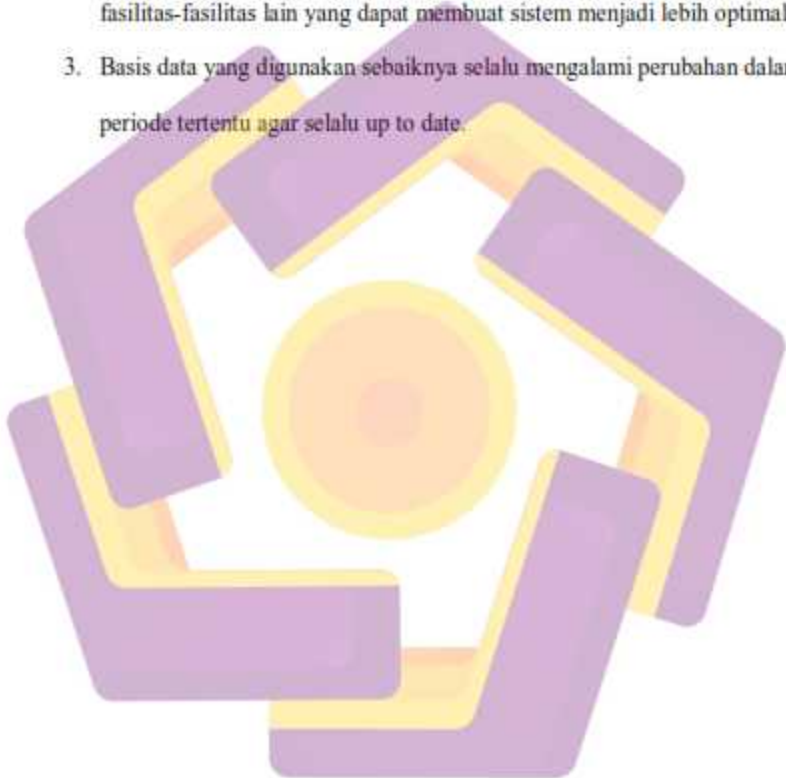 fasilitas-fasilitas lain yang dapat membuat sistem menjadi lebih optimal
3. Basis data yang digunakan sebaiknya selalu mengalami perubahan
periode tertentu agar selalu up to date.